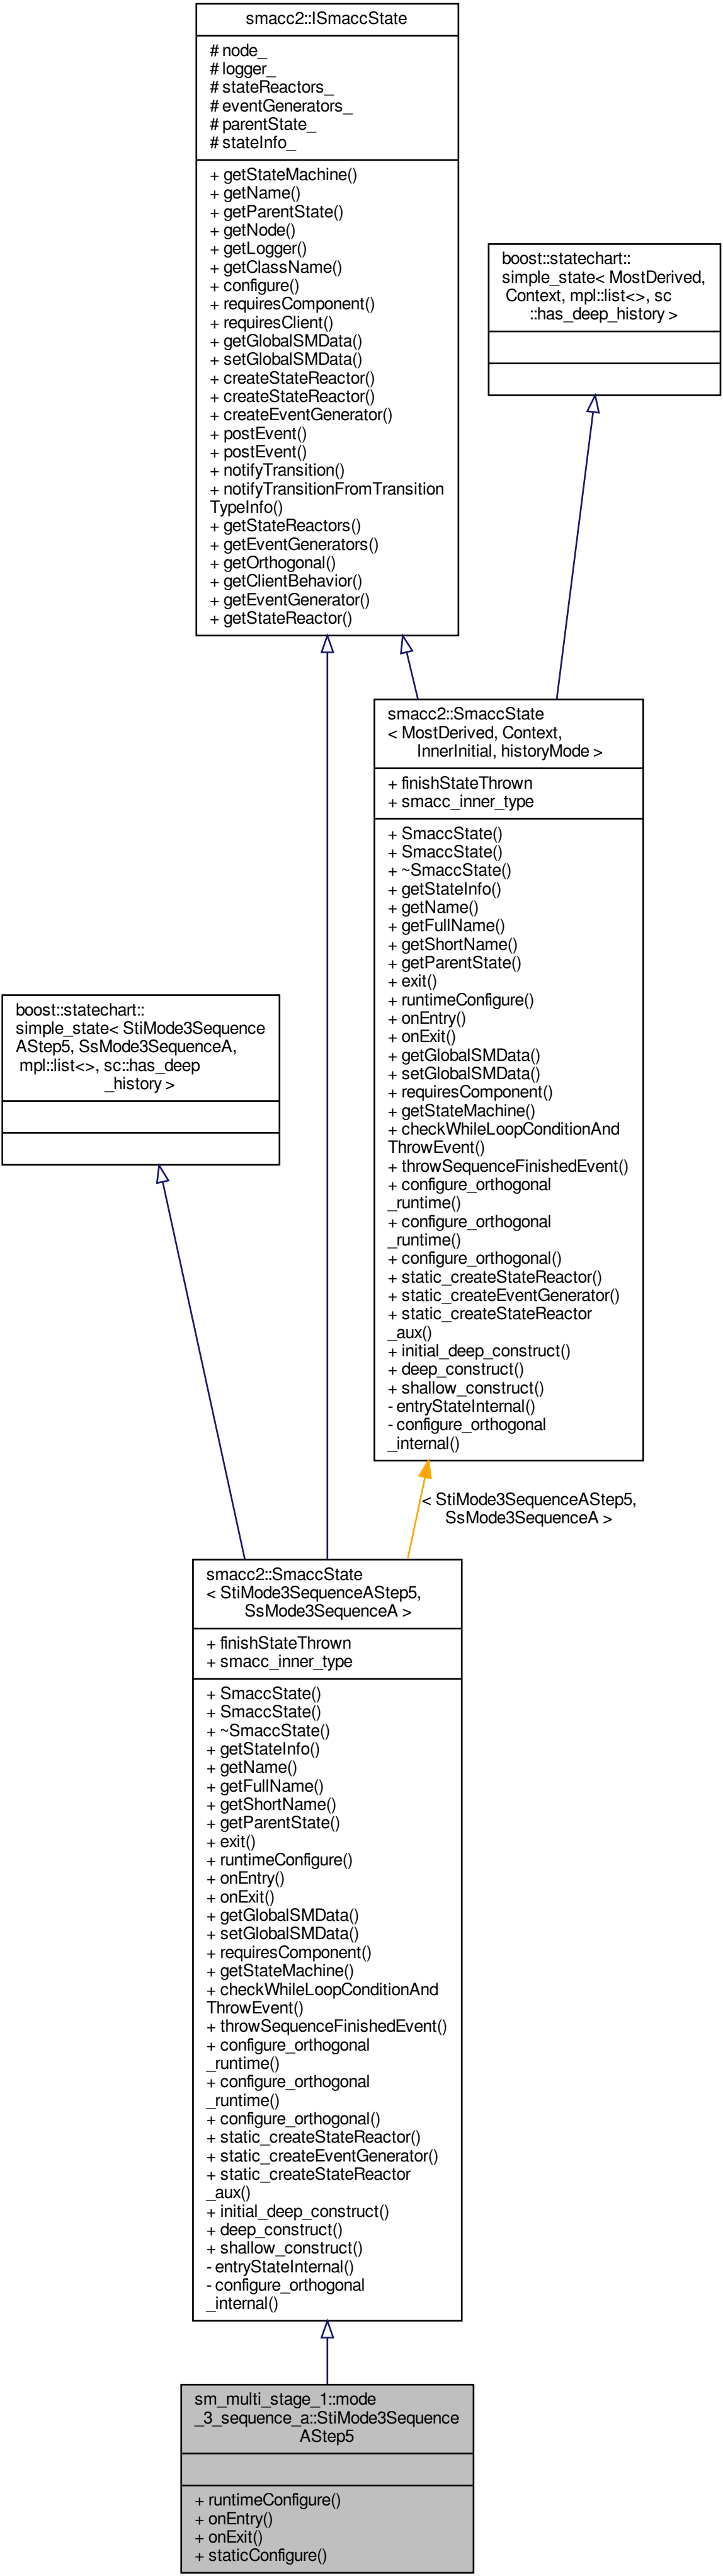 smacc2::ISmaccState
# node_
# logger_
# stateReactors_
# eventGenerators_
# parentState_
# stateInfo_
+ getStateMachine()
+ getName()
+ getParentState()
+ getNode()
+ getLogger()
+ getClassName()
+ configure()
+ requiresComponent()
+ requiresClient()
+ getGlobalSMData()
+ setGlobalSMData()
+ createStateReactor()
+ createStateReactor()
+ createEventGenerator()
+ postEvent()
+ postEvent()
+ notifyTransition()
+ notifyTransitionFromTransition
TypeInfo()
+ getStateReactors()
+ getEventGenerators()
+ getOrthogonal()
+ getClientBehavior()
+ getEventGenerator()
+ getStateReactor()
boost::statechart::
simple_state< MostDerived,
Context, mpl::list<>, sc
::has_deep_history >
smacc2::SmaccState
< MostDerived, Context,
InnerInitial, historyMode >
+ finishStateThrown
+ smacc_inner_type
+ SmaccState()
+ SmaccState()
+ ~SmaccState()
+ getStateInfo()
+ getName()
+ getFullName()
+ getShortName()
+ getParentState()
+ exit()
+ runtimeConfigure()
+ onEntry()
+ onExit()
+ getGlobalSMData()
+ setGlobalSMData()
+ requiresComponent()
+ getStateMachine()
+ checkWhileLoopConditionAnd
ThrowEvent()
+ throwSequenceFinishedEvent()
+ configure_orthogonal
_runtime()
+ configure_orthogonal
_runtime()
+ configure_orthogonal()
+ static_createStateReactor()
+ static_createEventGenerator()
+ static_createStateReactor
_aux()
+ initial_deep_construct()
+ deep_construct()
+ shallow_construct()
- entryStateInternal()
- configure_orthogonal
_internal()
boost::statechart::
simple_state< StiMode3Sequence
AStep5, SsMode3SequenceA,
mpl::list<>, sc::has_deep
_history >
< StiMode3SequenceAStep5,
SsMode3SequenceA >
smacc2::SmaccState
< StiMode3SequenceAStep5,
SsMode3SequenceA >
+ finishStateThrown
+ smacc_inner_type
+ SmaccState()
+ SmaccState()
+ ~SmaccState()
+ getStateInfo()
+ getName()
+ getFullName()
+ getShortName()
+ getParentState()
+ exit()
+ runtimeConfigure()
+ onEntry()
+ onExit()
+ getGlobalSMData()
+ setGlobalSMData()
+ requiresComponent()
+ getStateMachine()
+ checkWhileLoopConditionAnd
ThrowEvent()
+ throwSequenceFinishedEvent()
+ configure_orthogonal
_runtime()
+ configure_orthogonal
_runtime()
+ configure_orthogonal()
+ static_createStateReactor()
+ static_createEventGenerator()
+ static_createStateReactor
_aux()
+ initial_deep_construct()
+ deep_construct()
+ shallow_construct()
- entryStateInternal()
- configure_orthogonal
_internal()
sm_multi_stage_1::mode
_3_sequence_a::StiMode3Sequence
AStep5
+ runtimeConfigure()
+ onEntry()
+ onExit()
+ staticConfigure()